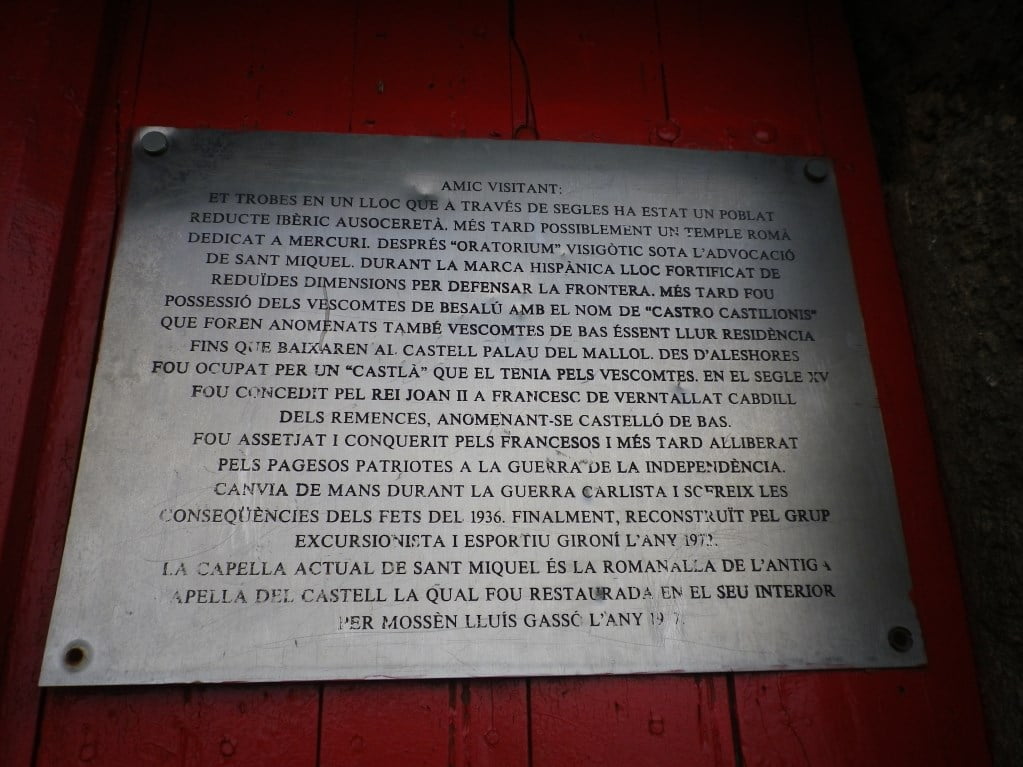 AMIC VISITANT:
ET TROBES EN UN LLOC QUE A TRAVÉS DE SEGLES HA ESTAT UN POBLAT
REDUCTE IBÈRIC AUSOCERETÀ. MÉS TARD POSSIBLEMENT UN TEMPLE ROMÀ
DEDICAT A MERCURI. DESPRÉS "ORATORIUM" VISIGÒTIC SOTA L'ADVOCACIÓ
DE SANT MIQUEL. DURANT LA MARCA HISPÀNICA LLOC FORTIFICAT DE
REDUÏDES DIMENSIONS PER DEFENSAR LA FRONTERA. MÉS TARD FOU
POSSESSIÓ DELS VESCOMTES DE BESALÚ AMB EL NOM DE "CASTRO CASTILIONIS"
QUE FOREN ANOMENATS TAMBÉ VESCOMTES DE BAS ÉSSENT LLUR RESIDÈNCIA
FINS QUE BAIXAREN AL CASTELL PALAU DEL MALLOL. DES D'ALESHORES
FOU OCUPAT PER UN "CASTLÀ" QUE EL TENIA PELS VESCOMTES. EN EL SEGLE XV
FOU CONCEDIT PEL REI JOAN II A FRANCESC DE VERNTALLAT CABDILL
DELS REMENCES, ANOMENANT-SE CASTELLÓ DE BAS.
FOU ASSETJAT I CONQUERIT PELS FRANCESOS I MÉS TARD ALLIBERAT
PELS PAGESOS PATRIOTES A LA GUERRA DE LA INDEPENDÈNCIA.
CANVIA DE MANS DURANT LA GUERRA CARLISTA I SOFREIX LES
CONSEQÜÈNCIES DELS FETS DEL 1936. FINALMENT, RECONSTRUÏT PEL GRUP
EXCURSIONISTA I ESPORTIU GIRONÍ L'ANY
LA CAPELLA ACTUAL DE SANT MIQUEL ÉS LA ROMANALLA DE L'ANTIGA
APELLA DEL CASTELL LA QUAL FOU RESTAURADA EN EL SEU INTERIOR
PER MOSSÈN LLUÍS GASSÓ L'ANY